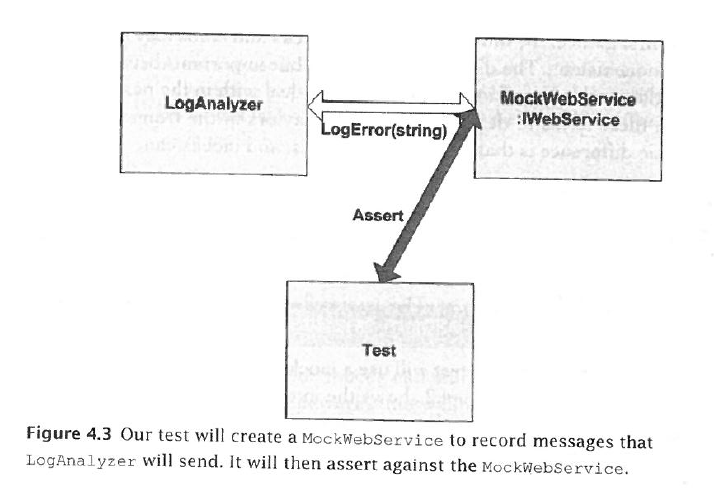 LogAnalyzer
MockWebService
:IWebService
LogError(string)
Assert
Test
Figure 4.3 Our test will create a MockWebService to record messages that
LogAnalyzer will send. It will then assert against the MockWebService.